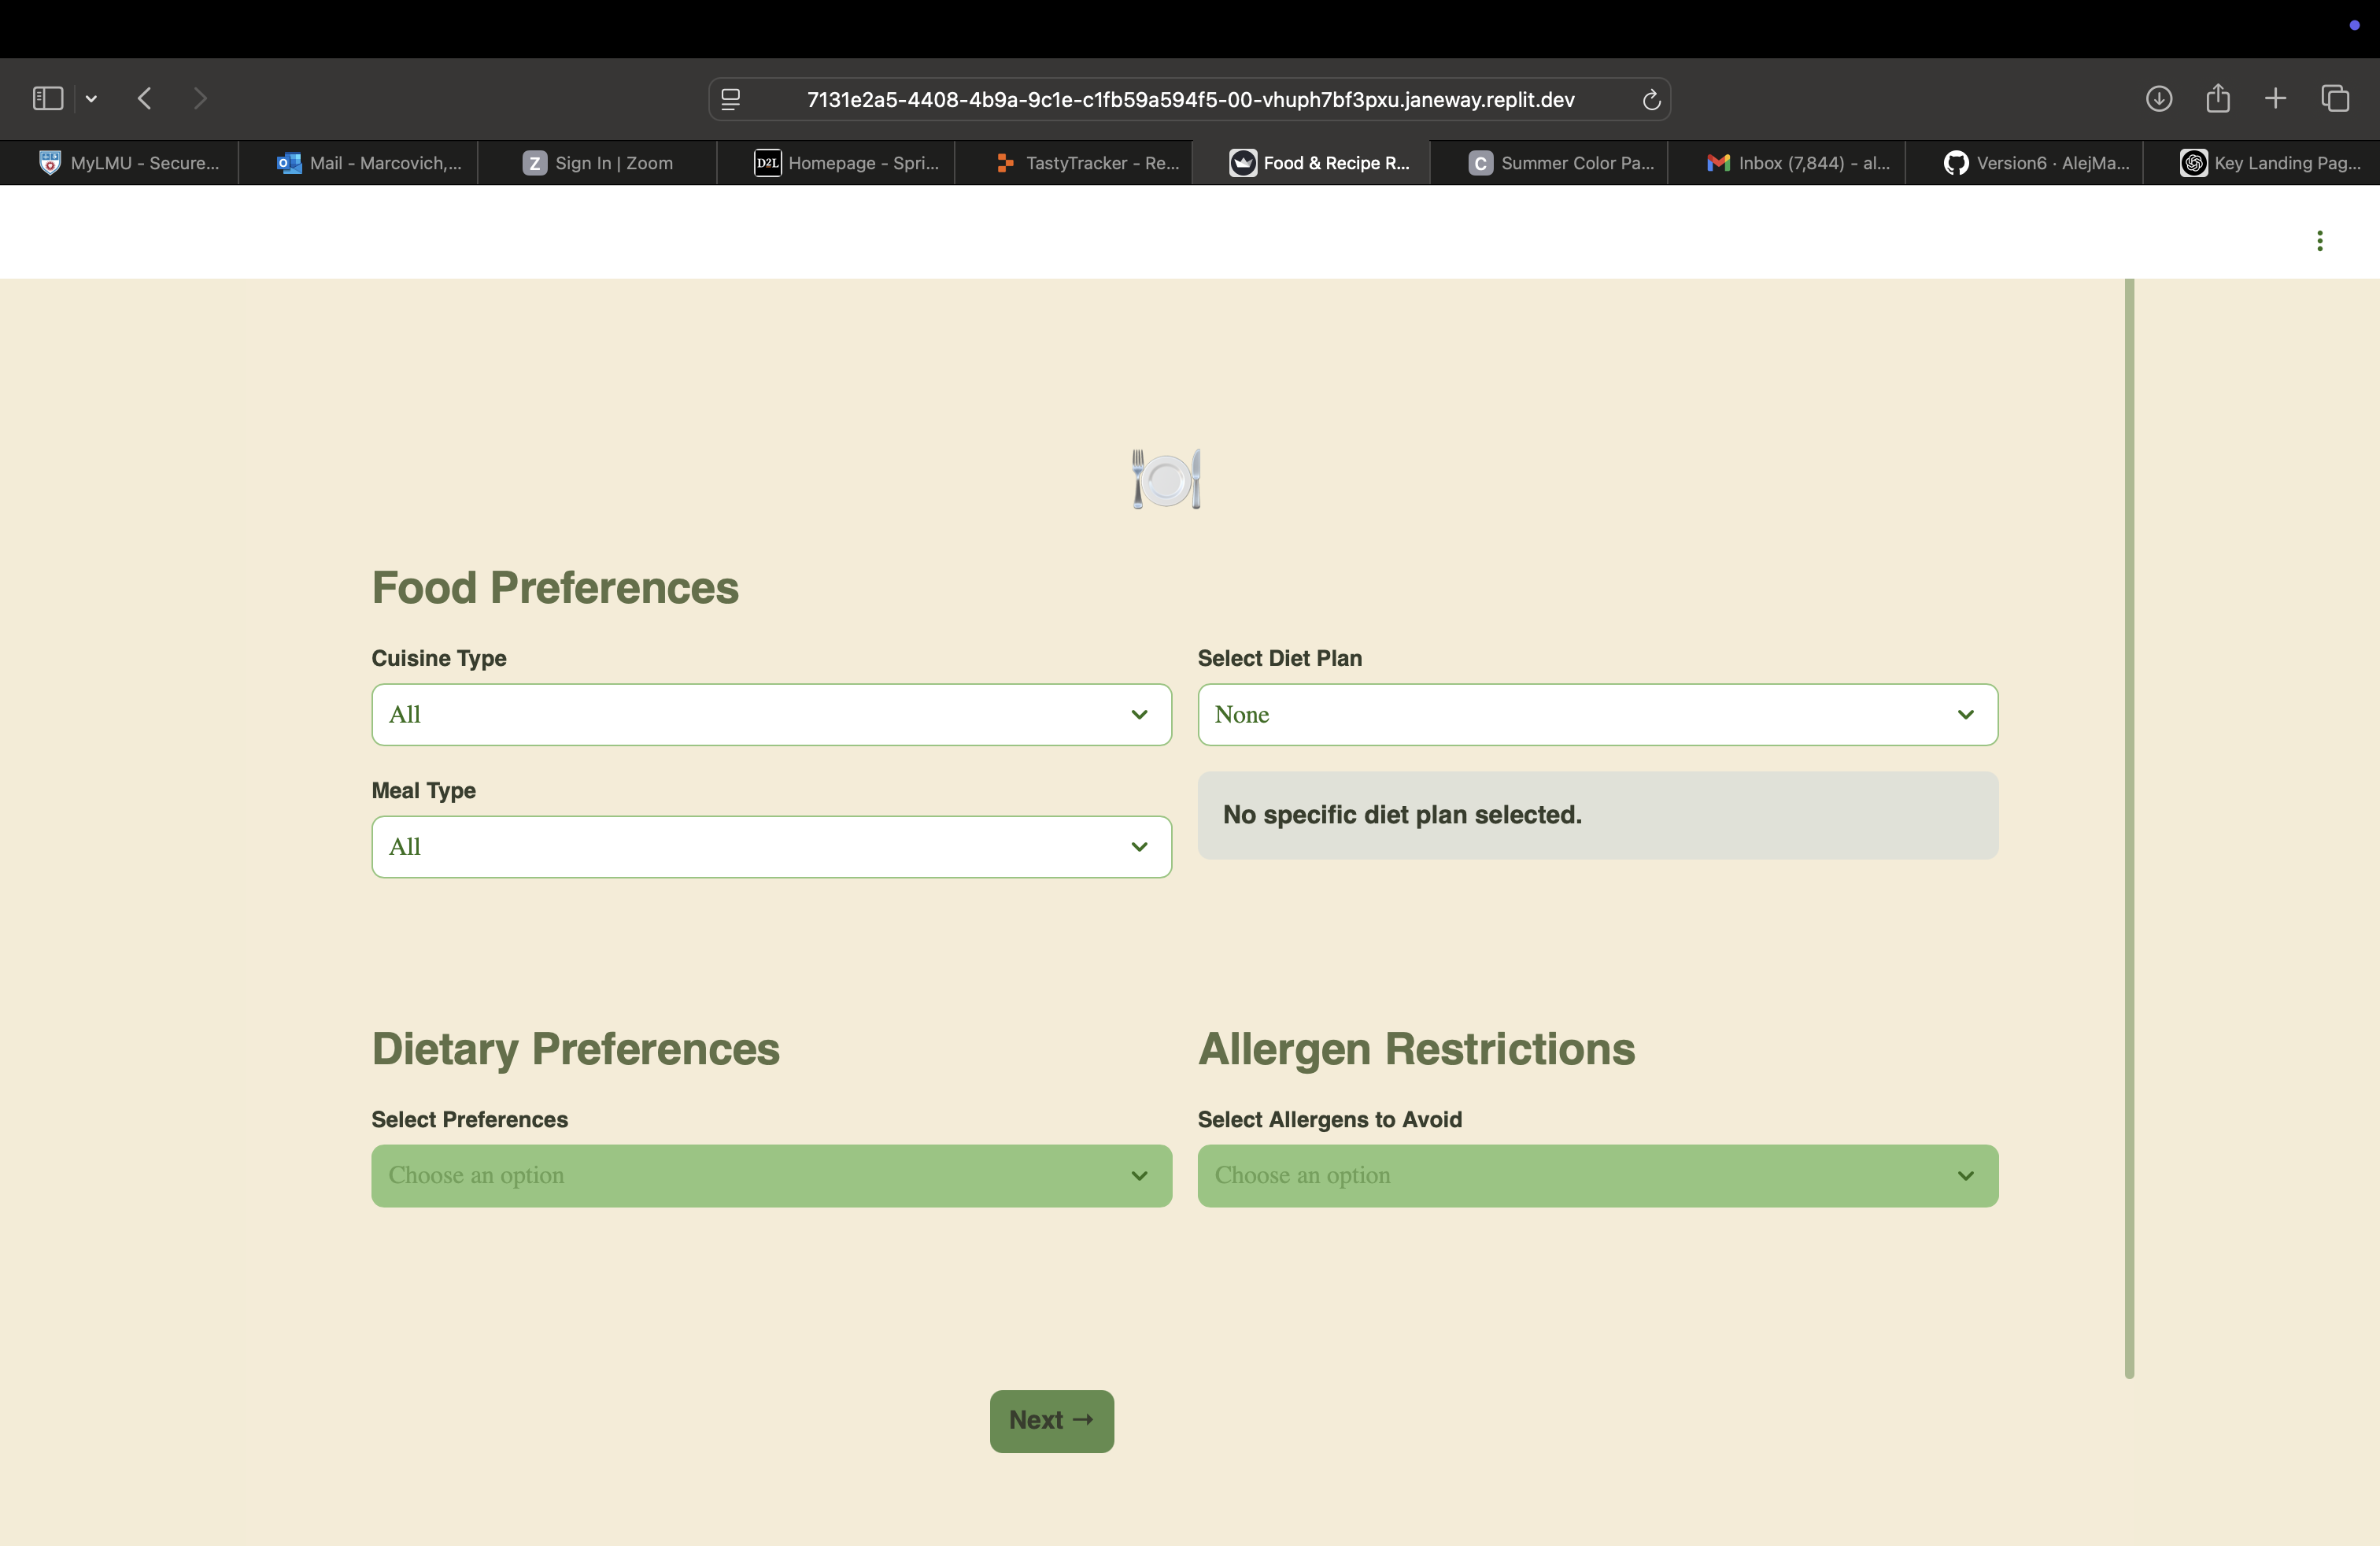 7131e2a5-4408-4b9a-9c1e-c1fb59a594f5-00-vhuph7bf3pxu.janeway.replit.dev
MyLMU - Secure...
Mail - Marcovich,...
Z Sign In | Zoom
D2L Homepage - Spri...
TastyTracker - Re...
Food & Recipe R...
C Summer Color Pa...
Inbox (7,844) - al...
Version6 · AlejMa...
Key Landing Pag...
Food Preferences
Cuisine Type
All
Select Diet Plan
None
Meal Type
All
No specific diet plan selected.
Dietary Preferences
Allergen Restrictions
Select Preferences
Choose an option
Select Allergens to Avoid
Choose an option
Next →